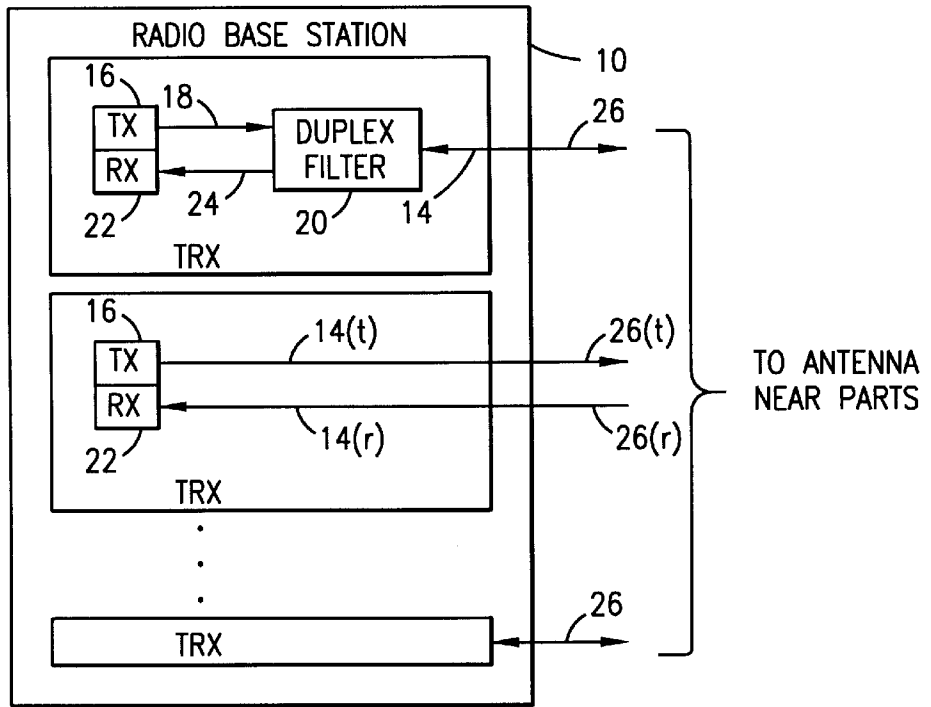 RADIO BASE STATION
10
16
18
TX
RX
DUPLEX
FILTER
26
22
24
20
14
TRX
16
TX
RX
14(t)
26(t)
22
14(r)
26(r)
TRX
TO ANTENNA
NEAR PARTS
26
TRX